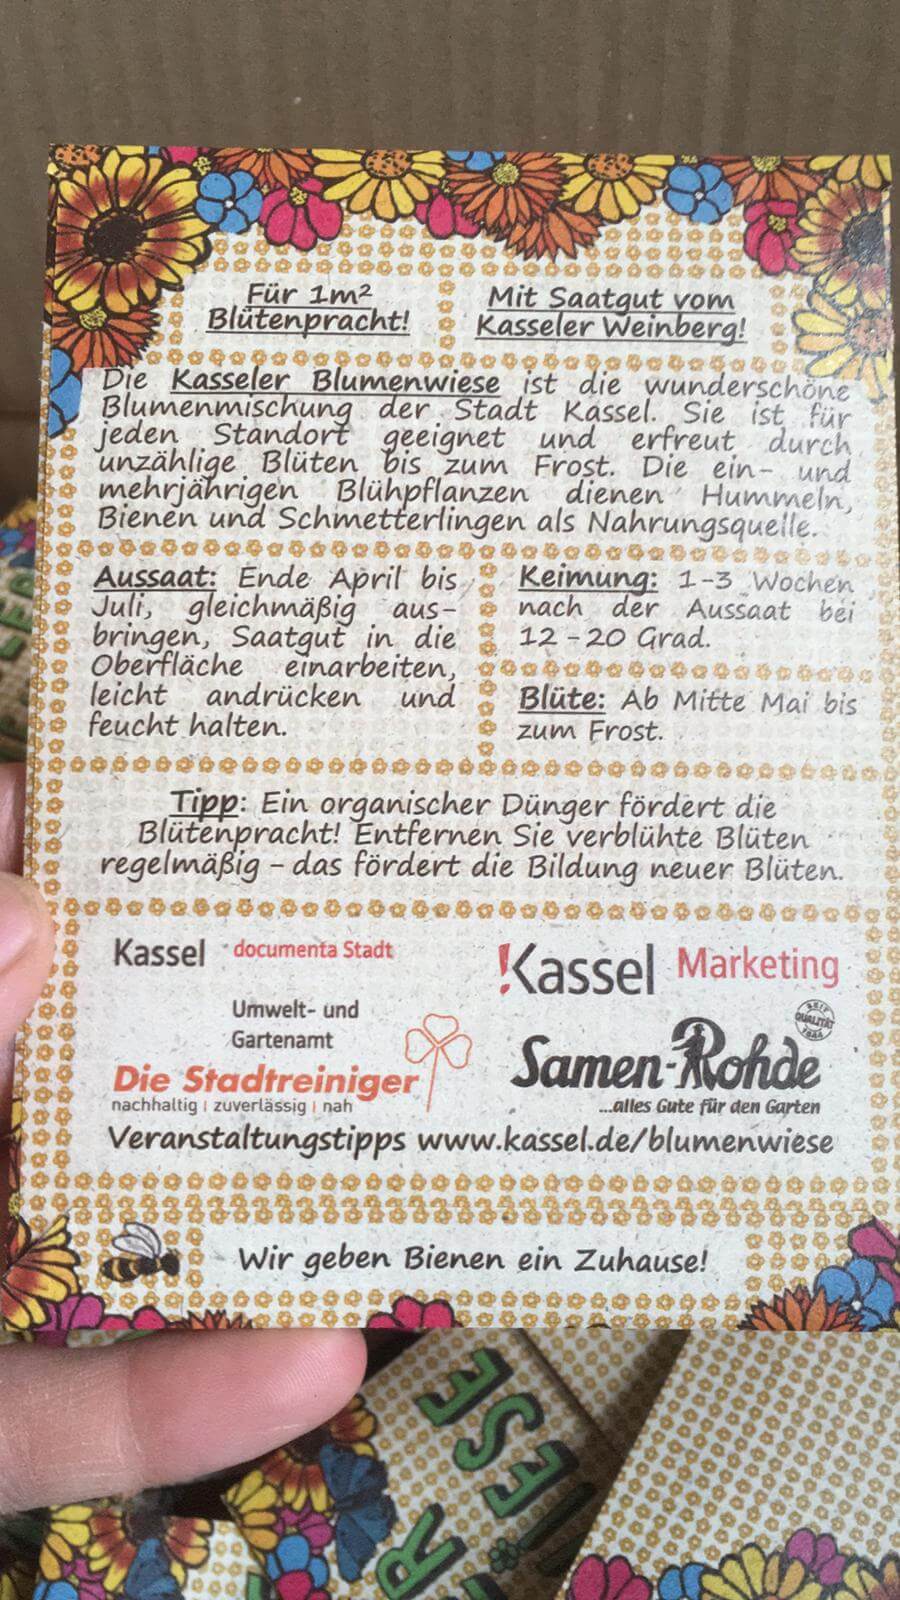 Für 1m²
Blütenpracht!
Mit Saatgut vom
Kasseler Weinberg!
Die Kasseler Blumenwiese ist die wunderschöne
Blumenmischung der Stadt Kassel. Sie ist für
jeden Standort geeignet und erfreut durch
unzählige Blüten bis zum Frost. Die ein- und
mehrjährigen Blühpflanzen dienen Hummeln,
Bienen und Schmetterlingen als Nahrungsquelle.
Aussaat: Ende April bis
Juli, gleichmäßig aus-
bringen, Saatgut in die
Oberfläche einarbeiten,
leicht andrücken und
feucht halten.
Keimung: 1-3 Wochen
nach der Aussaat bei
12 -20 Grad.
Blüte: Ab Mitte Mai bis
zum Frost.
Tipp: Ein organischer Dünger fördert die
Blütenpracht! Entfernen Sie verblühte Blüten
regelmäßig - das fördert die Bildung neuer Blüten.
Kassel documenta Stadt
Umwelt- und
Gartenamt
Die Stadtreiniger
nachhaltig | zuverlässig | nah
!Kassel Marketing
SEIT
QUALITÄT
Samen-Rohde
...alles Gute für den Garten
Veranstaltungstipps www.kassel.de/blumenwiese
Wir geben Bienen ein Zuhause!